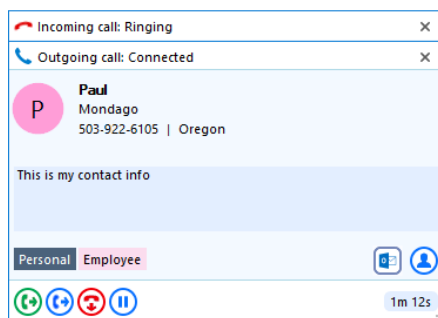 Incoming call: Ringing
Outgoing call: Connected
P
Paul
Mondago
503-922-6105 | Oregon
This is my contact info
Personal Employee
1m 12s